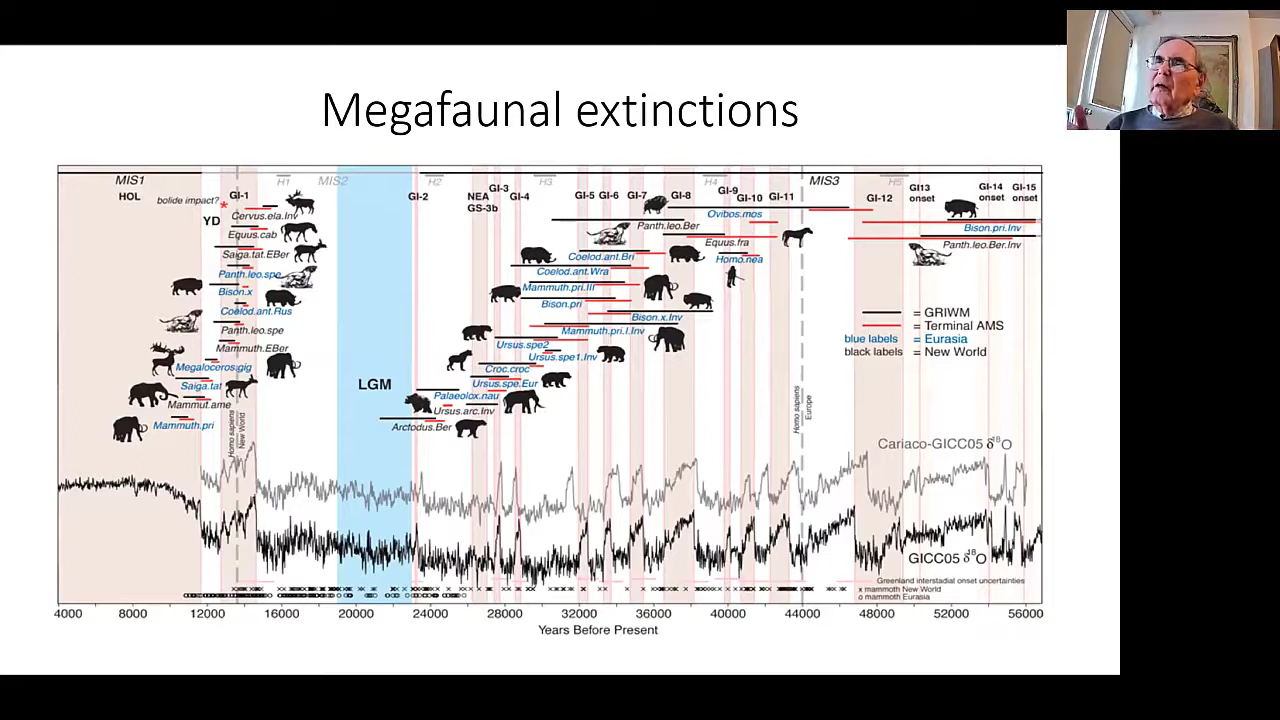 Megafaunal extinctions
MIS1
H1
MIS2
H2
H3
H4
MIS3
H5
HOL
bolide impact?
*
YD
GI-1
GI-2
NEA
GS-3b
GI-3
GI-4
GI-5
GI-6
GI-7
GI-8
GI-9
GI-10
GI-11
GI-12
GI13
onset
GI-14
onset
GI-15
onset
Cervus.ela.Inv
Equus.cab
Saiga.tat.EBer
Panth.leo.spe
Bison.x
Coelod.ant.Rus
Panth.leo.spe
Mammuth.EBer
Megaloceros.gig
Saiga.tat
Mammut.ame
Mammuth.pri
Homo sapiens
New World
LGM
Ovibos.mos
Panth.leo.Ber
Equus.fra
Coelod.ant.Bri
Homo.nea
Coelod.ant.Wra
Mammuth.pri.III
Bison.pri
Bison.x.Inv
Mammuth.pri.I.Inv
Ursus.spe2
Ursus.spe1.Inv
Croc.croc
Ursus.spe.Eur
Palaeolox.nau
Ursus.arc.Inv
Arctodus.Ber
Homo sapiens
Europe
Bison.pri.Inv
Panth.leo.Ber.Inv
= GRIWM
= Terminal AMS
blue labels = Eurasia
black labels = New World
Cariaco-GICC05 δ18O
GICC05 δ18O
Greenland interstadial onset uncertainties
x mammoth New World
o mammoth Eurasia
4000 8000 12000 16000 20000 24000 28000 32000 36000 40000 44000 48000 52000 56000
Years Before Present